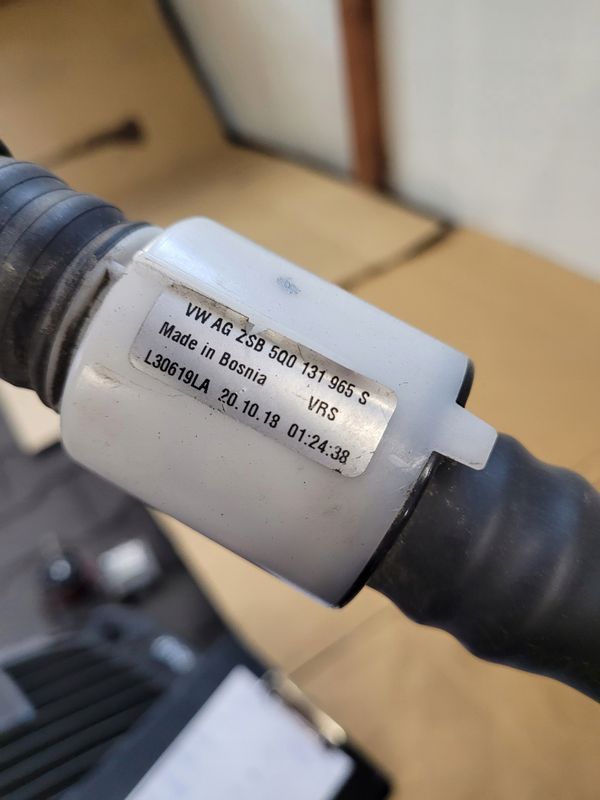 VW AG ZSB 5Q0 131 965 S
Made in Bosnia VRS
L30619LA 20.10.18 01:24:38